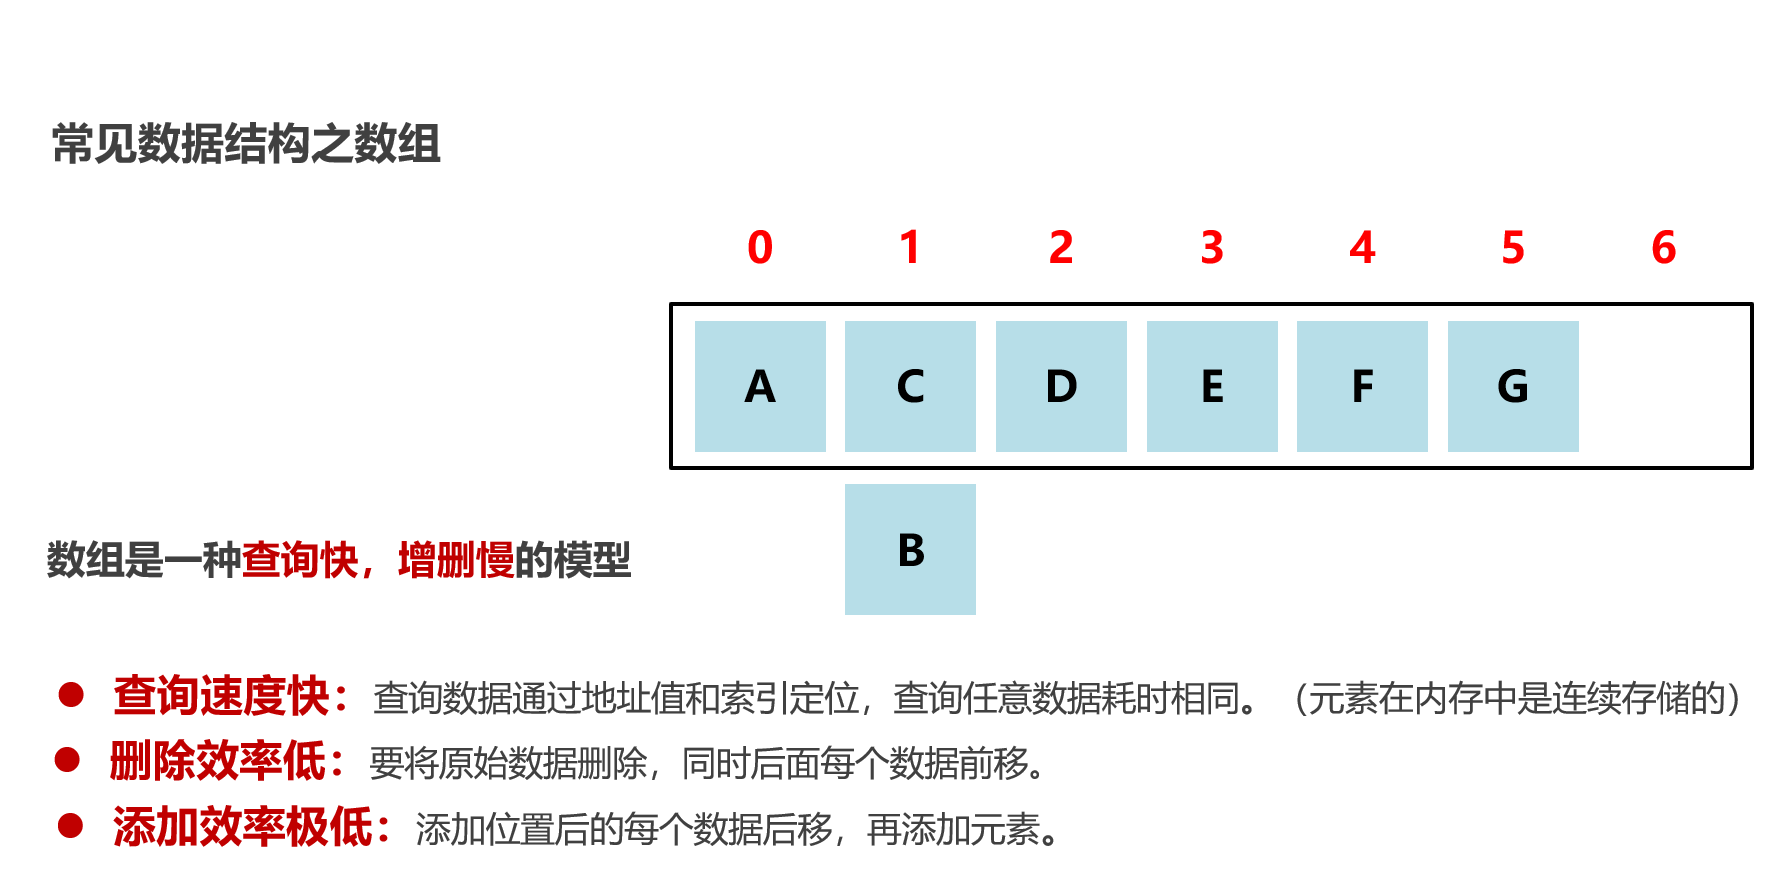 常见数据结构之数组
0 1 2 3 4 5 6
A C D E F G
B
数组是一种查询快，增删慢的模型
● 查询速度快：查询数据通过地址值和索引定位，查询任意数据耗时相同。（元素在内存中是连续存储的）
● 删除效率低：要将原始数据删除，同时后面每个数据前移。
● 添加效率极低：添加位置后的每个数据后移，再添加元素。